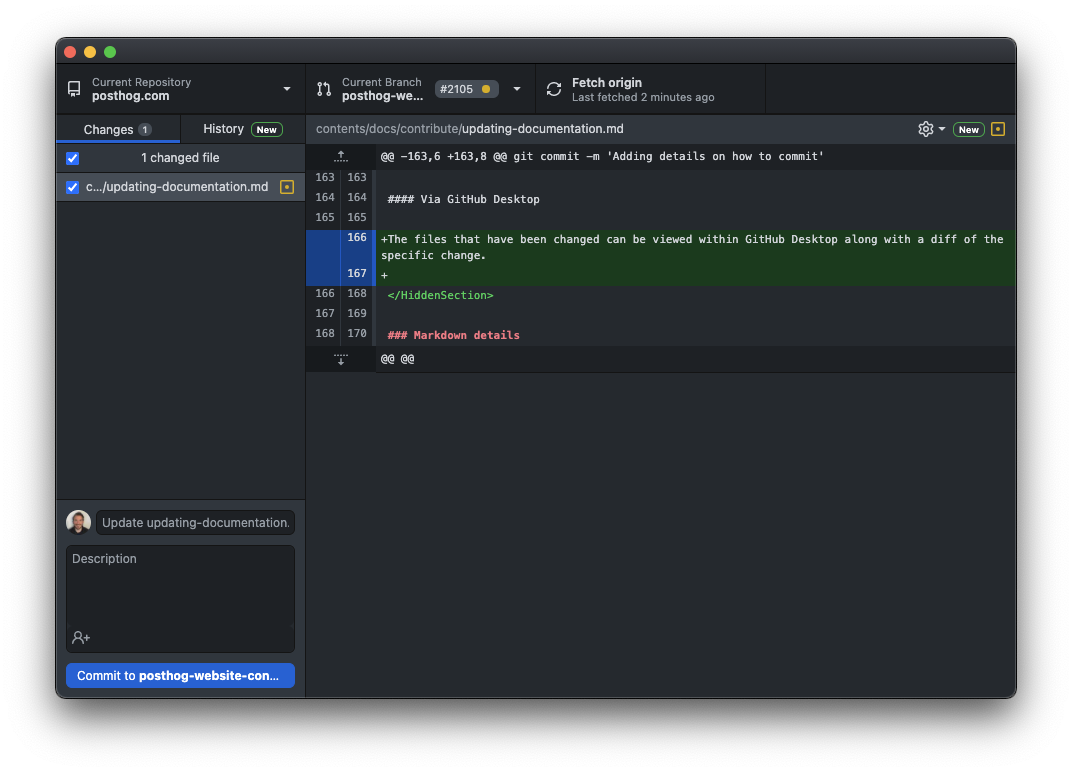 Current Repository
posthog.com
Current Branch
posthog-we...
#2105
Fetch origin
Last fetched 2 minutes ago
Changes 1
History New
contents/docs/contribute/updating-documentation.md
New
1 changed file
c.../updating-documentation.md
@@ -163,6 +163,8 @@ git commit -m 'Adding details on how to commit'
163 163
164 164 #### Via GitHub Desktop
165 165
166 +The files that have been changed can be viewed within GitHub Desktop along with a diff of the
specific change.
167 +
166 168 </HiddenSection>
167 169
168 170 ### Markdown details
@@ @@
Update updating-documentation.
Description
Commit to posthog-website-con...